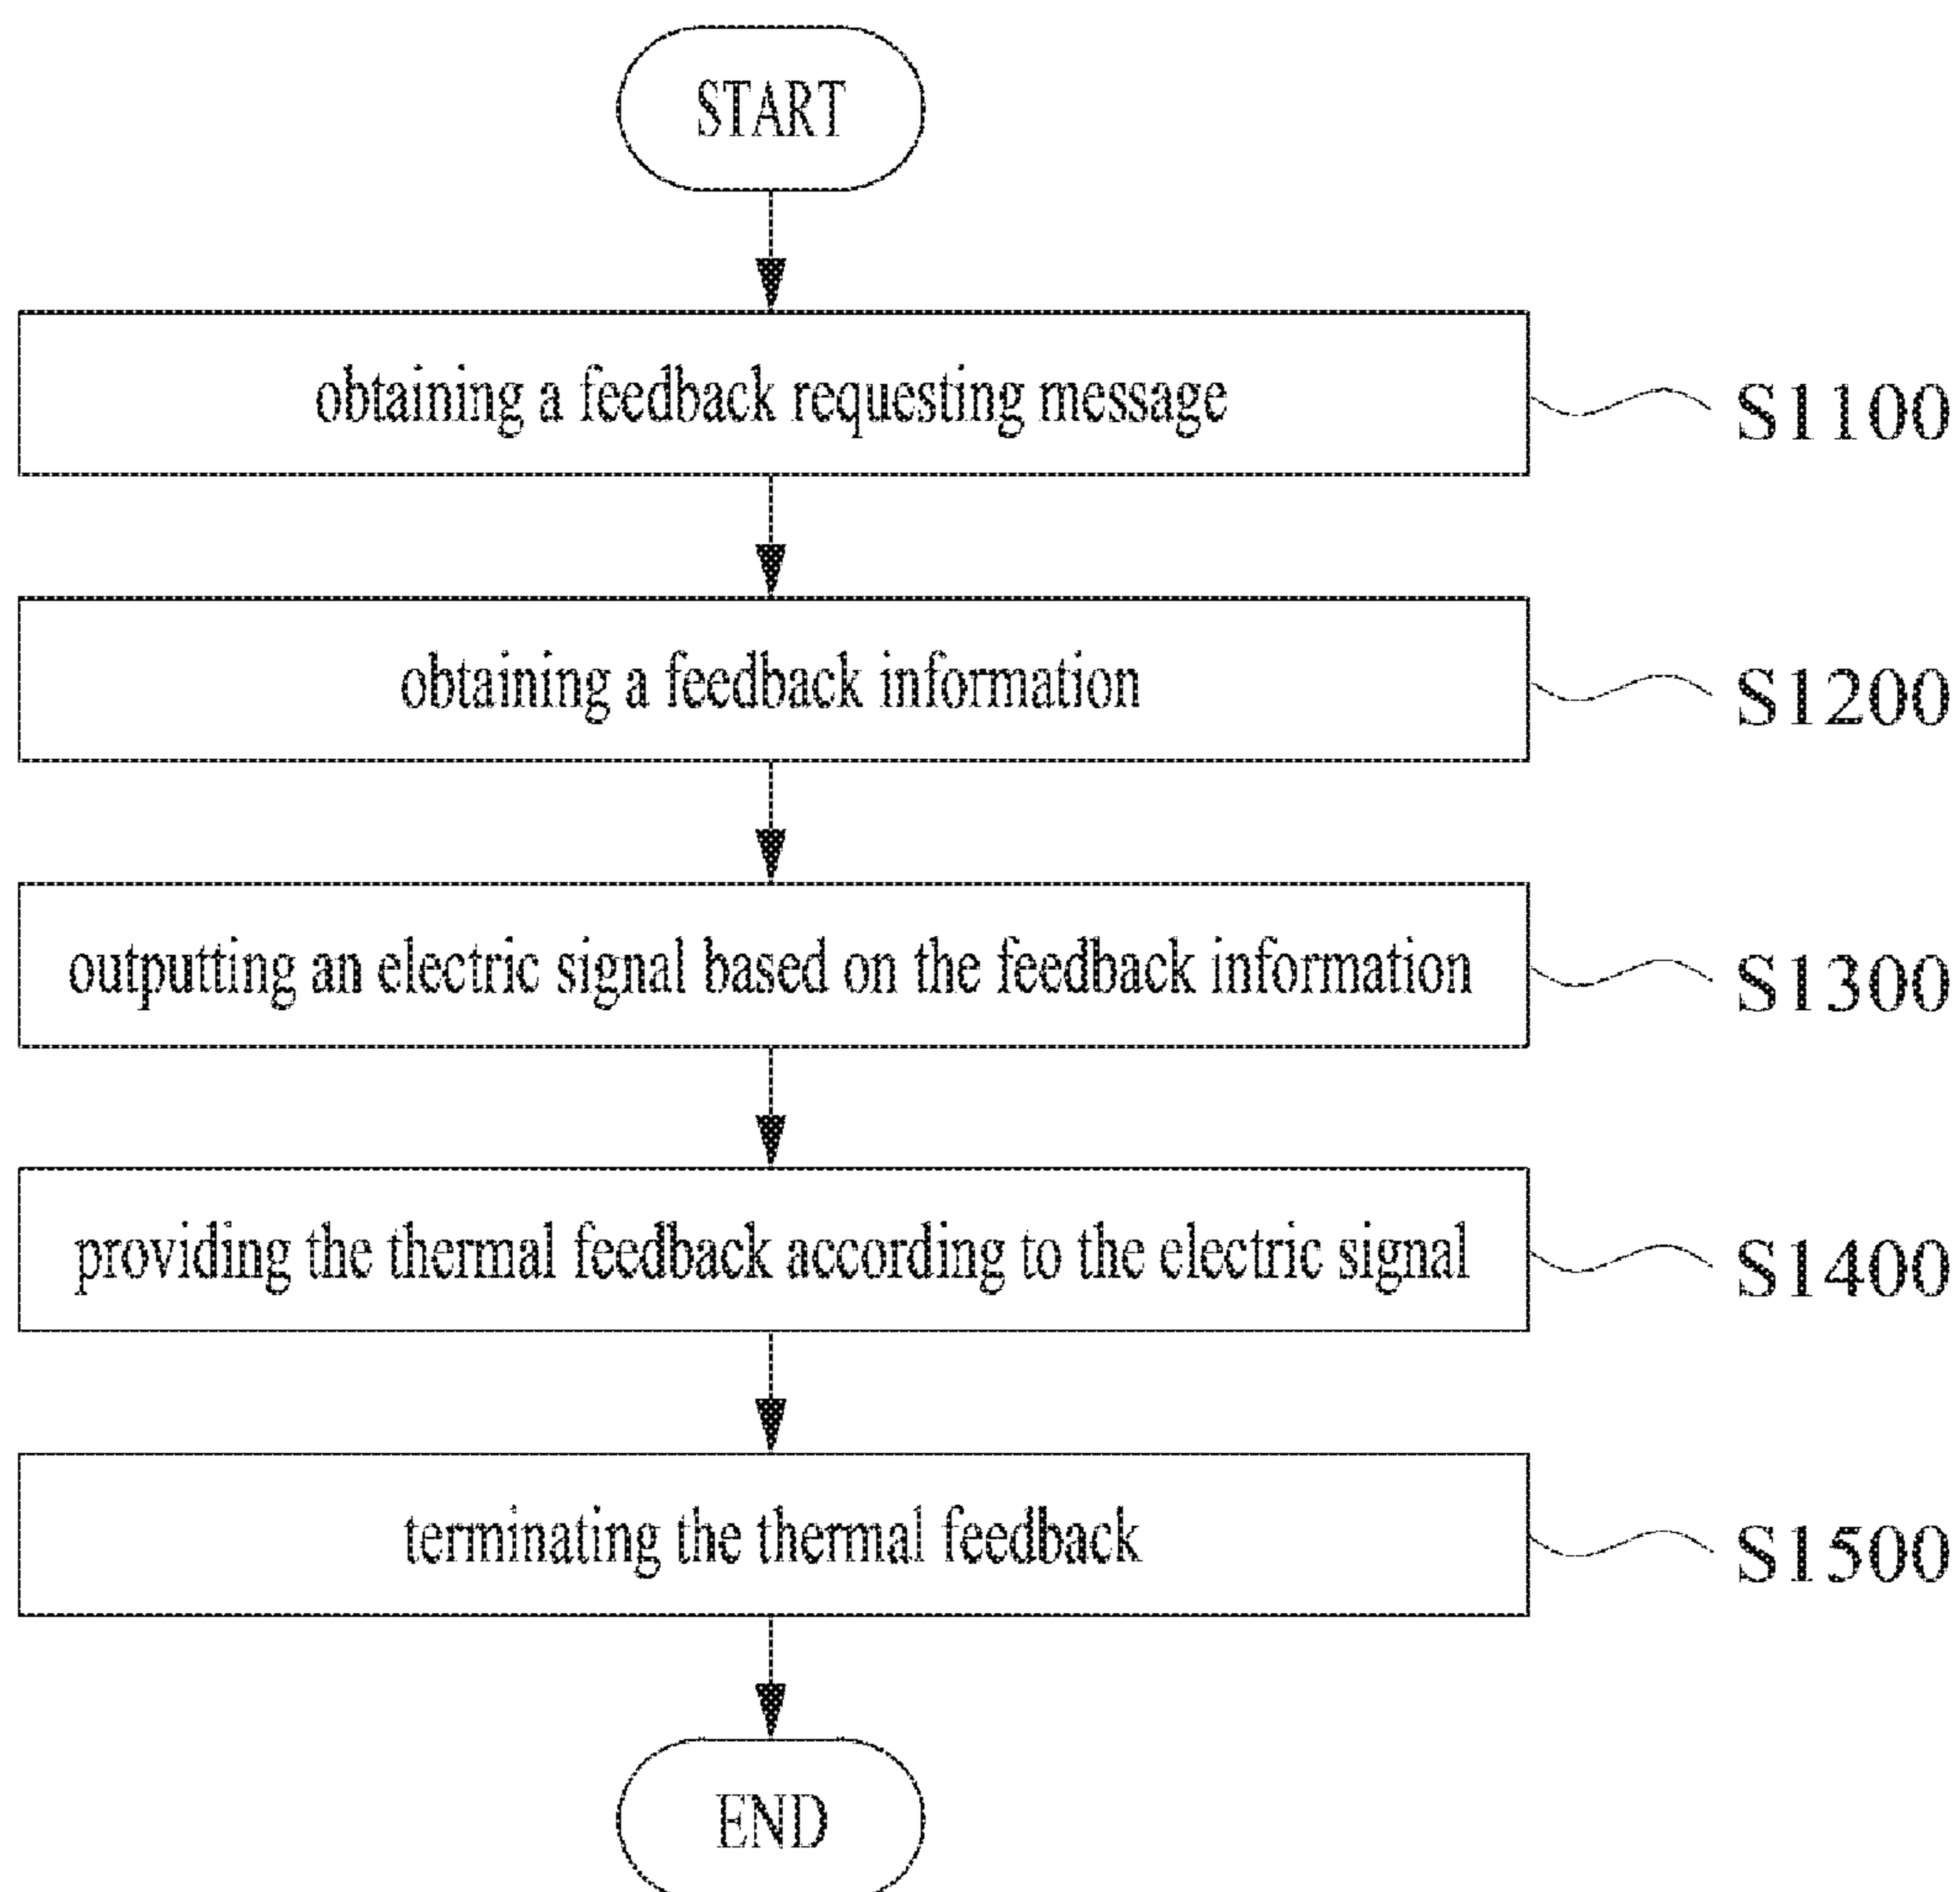 START
obtaining a feedback requesting message
S1100
obtaining a feedback information
S1200
outputting an electric signal based on the feedback information
S1300
providing the thermal feedback according to the electric signal
S1400
terminating the thermal feedback
S1500
END